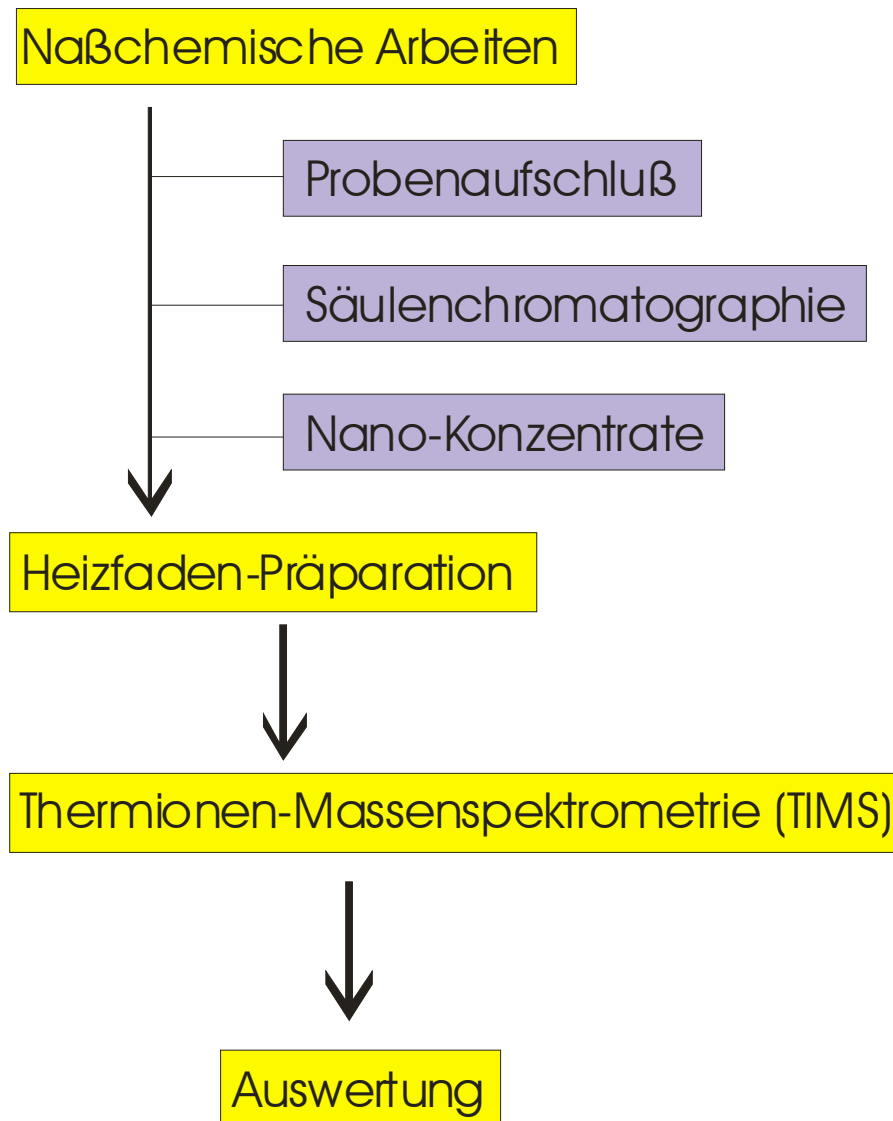 Naßchemische Arbeiten
Probenaufschluß
Säulenchromatographie
Nano-Konzentrate
Heizfaden-Präparation
Thermionen-Massenspektrometrie (TIMS)
Auswertung